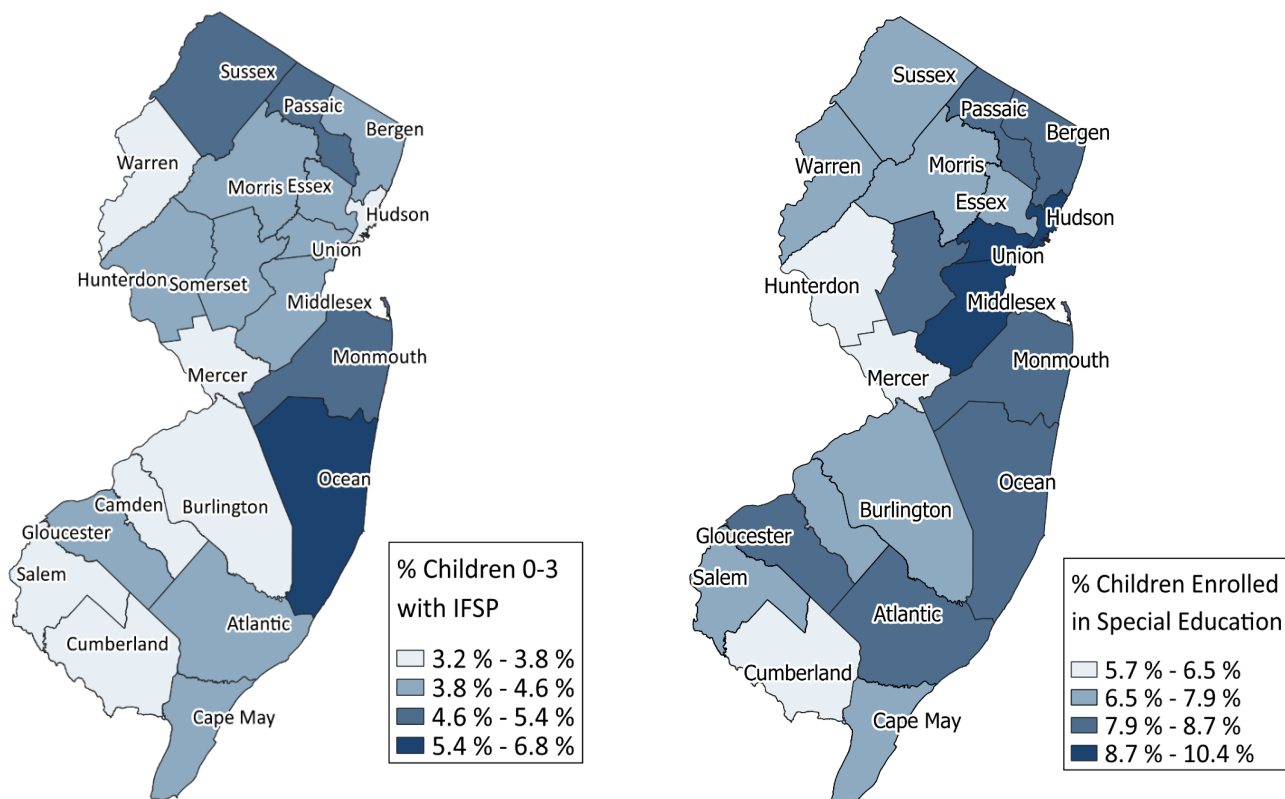 Sussex
Passaic
Bergen
Warren
Morris
Essex
Hudson
Union
Hunterdon
Somerset
Middlesex
Monmouth
Mercer
Ocean
Burlington
Camden
Gloucester
Salem
Atlantic
Cumberland
Cape May
% Children 0-3
with IFSP
3.2 % - 3.8 %
3.8 % - 4.6 %
4.6 % - 5.4 %
5.4 % - 6.8 %
Sussex
Passaic
Bergen
Warren
Morris
Essex
Hudson
Union
Hunterdon
Middlesex
Monmouth
Mercer
Ocean
Burlington
Gloucester
Salem
Atlantic
Cumberland
Cape May
% Children Enrolled
in Special Education
5.7 % - 6.5 %
6.5 % - 7.9 %
7.9 % - 8.7 %
8.7 % - 10.4 %